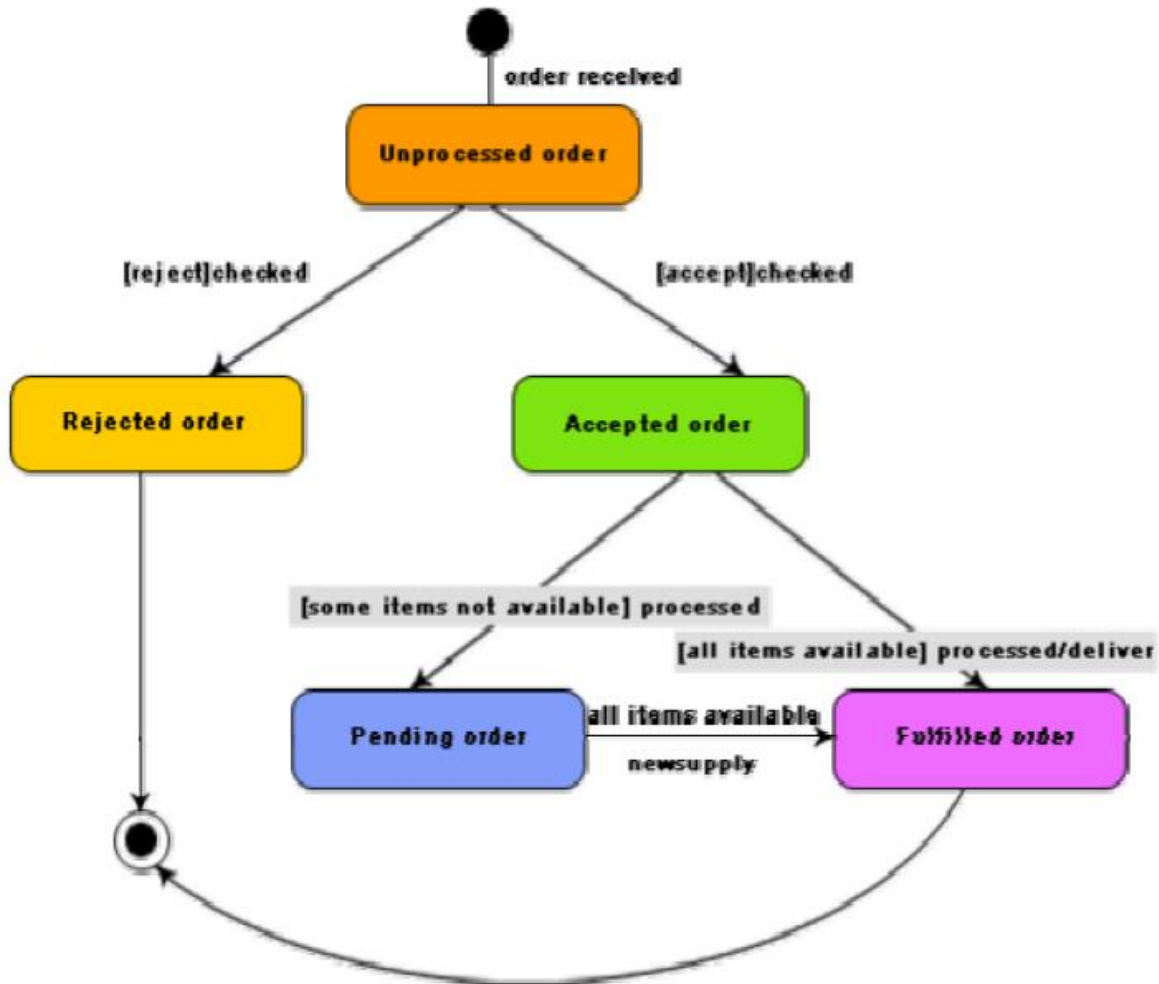 order received
Unprocessed order
[reject]checked
[accept]checked
Rejected order
Accepted order
[some items not available] processed
[all items available] processed/deliver
Pending order
all items available
newsupply
Fulfilled order